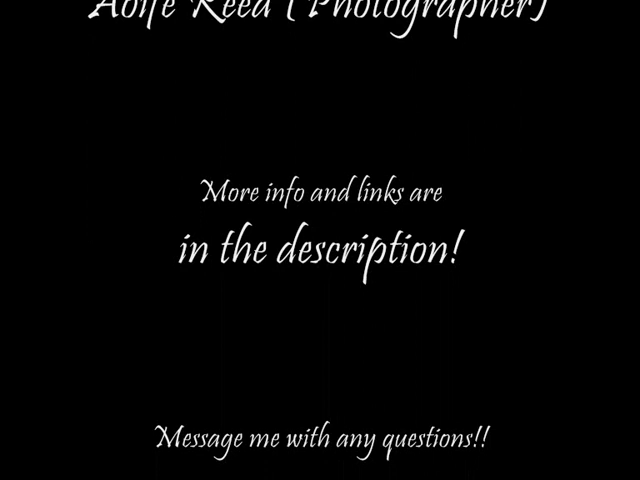 Aoife Reed (Photographer)
More info and links are
in the description!
Message me with any questions!!